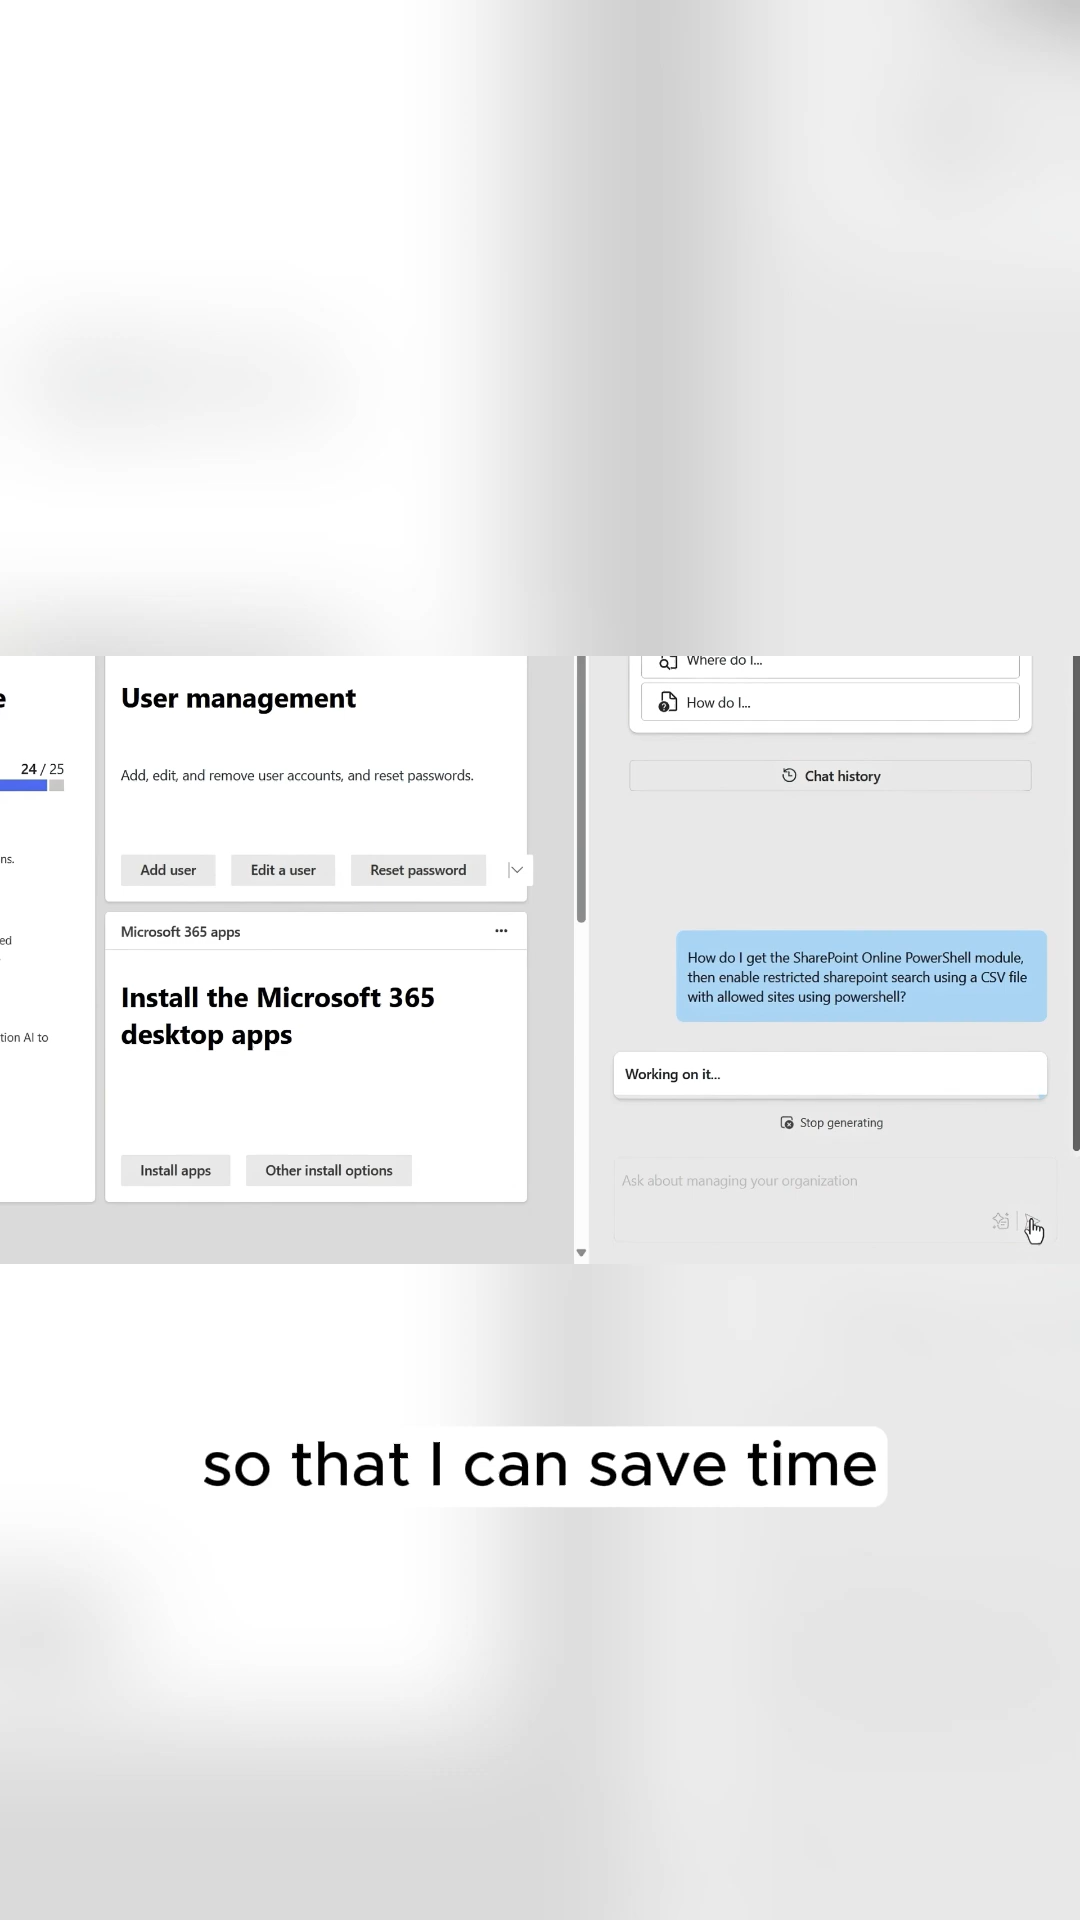 e
24 / 25
ns.
ed
tion AI to
User management
Add, edit, and remove user accounts, and reset passwords.
Add user
Edit a user
Reset password
Microsoft 365 apps
Install the Microsoft 365
desktop apps
Install apps
Other install options
Where do I...
How do I...
Chat history
How do I get the SharePoint Online PowerShell module,
then enable restricted sharepoint search using a CSV file
with allowed sites using powershell?
Working on it...
Stop generating
Ask about managing your organization
so that I can save time